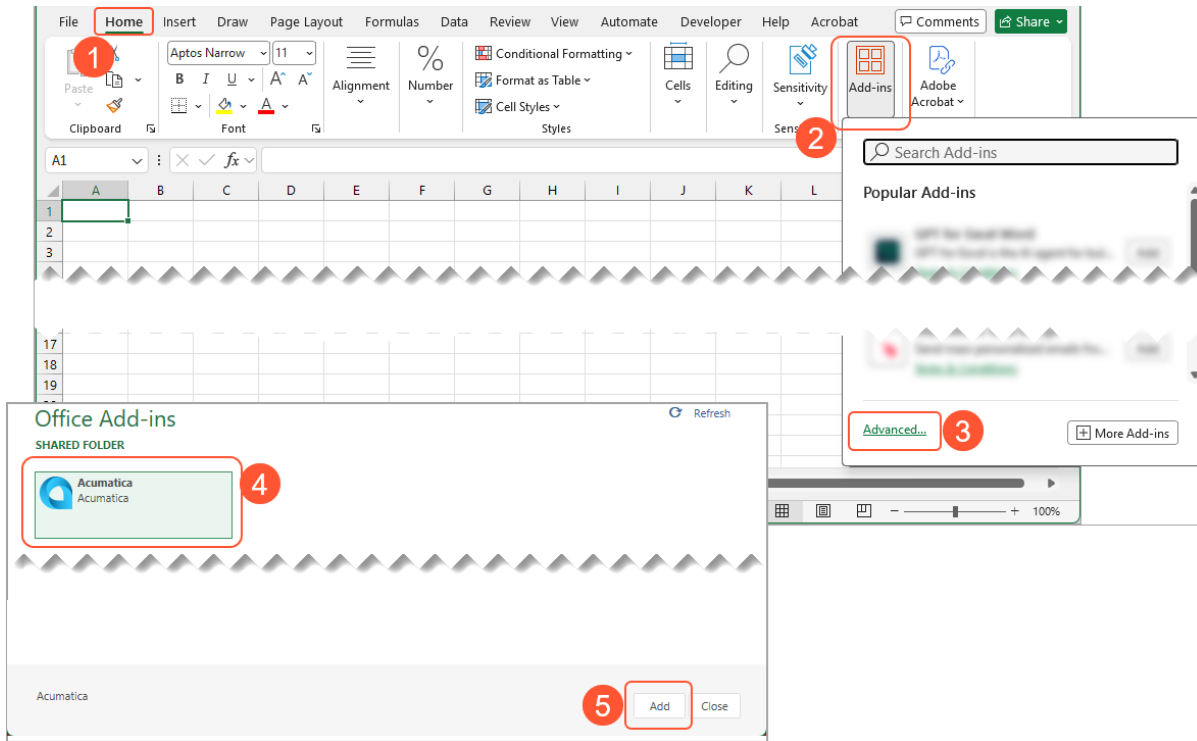 File Home Insert Draw Page Layout Formulas Data Review View Automate Developer Help Acrobat Comments Share
1
Paste
Clipboard
Aptos Narrow 11
B I U A A
A
Font
Alignment
%
Number
Conditional Formatting
Format as Table
Cell Styles
Styles
Cells
Editing
Sensitivity
Add-ins
Adobe
Acrobat
2
A1 fx
A B C D E F G H I J K L
1
2
3
17
18
19
Search Add-ins
Popular Add-ins
Advanced...
3
More Add-ins
100%
Office Add-ins
Refresh
SHARED FOLDER
Acumatica
Acumatica
4
Acumatica
5
Add Close